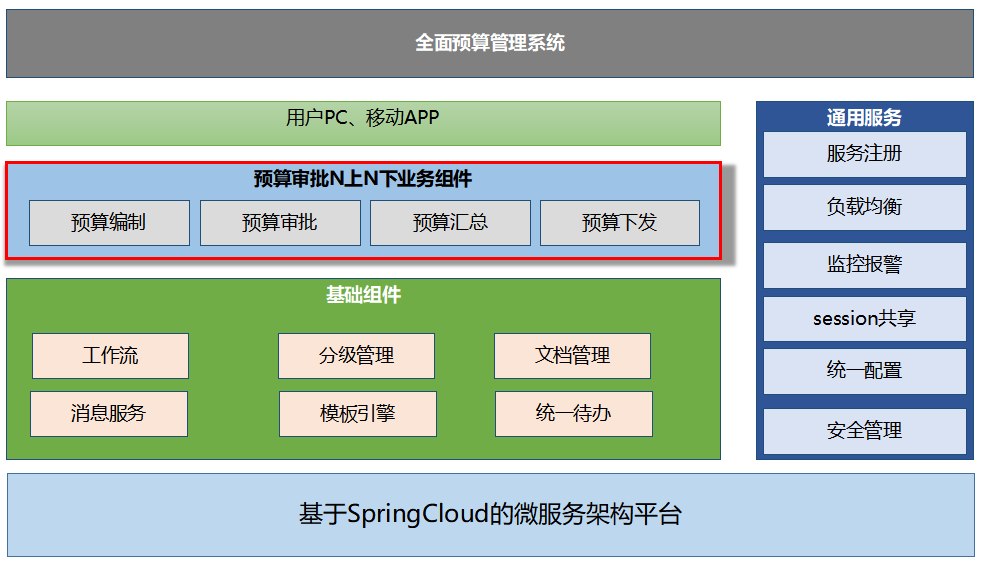 全面预算管理系统
用户PC、移动APP
预算审批N上N下业务组件
预算编制
预算审批
预算汇总
预算下发
基础组件
工作流
分级管理
文档管理
消息服务
模板引擎
统一待办
通用服务
服务注册
负载均衡
监控报警
session共享
统一配置
安全管理
基于SpringCloud的微服务架构平台